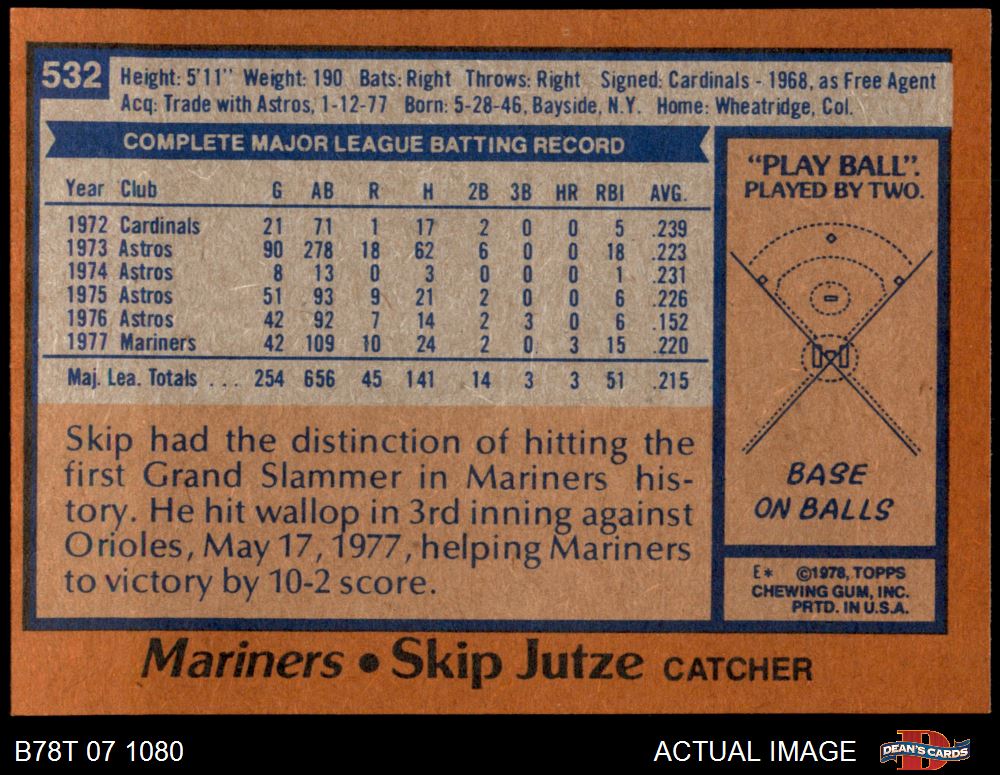 532
Height: 5'11" Weight: 190 Bats: Right Throws: Right Signed: Cardinals - 1968, as Free Agent
Acq: Trade with Astros, 1-12-77 Born: 5-28-46, Bayside, N.Y. Home: Wheatridge, Col.
COMPLETE MAJOR LEAGUE BATTING RECORD
Year Club G AB R H 2B 3B HR RBI AVG.
1972 Cardinals 21 71 1 17 2 0 0 5 .239
1973 Astros 90 278 18 62 6 0 0 18 .223
1974 Astros 8 13 0 3 0 0 0 1 .231
1975 Astros 51 93 9 21 2 0 0 6 .226
1976 Astros 42 92 7 14 2 3 0 6 .152
1977 Mariners 42 109 10 24 2 0 3 15 .220
Maj. Lea. Totals ... 254 656 45 141 14 3 3 51 .215
Skip had the distinction of hitting the
first Grand Slammer in Mariners his-
tory. He hit wallop in 3rd inning against
Orioles, May 17, 1977, helping Mariners
to victory by 10-2 score.
"PLAY BALL".
PLAYED BY TWO.
BASE
ON BALLS
E* ©1978, TOPPS
CHEWING GUM, INC.
PRTD. IN U.S.A.
Mariners • Skip Jutze CATCHER
B78T 07 1080
ACTUAL IMAGE
D
DEAN'S CARDS